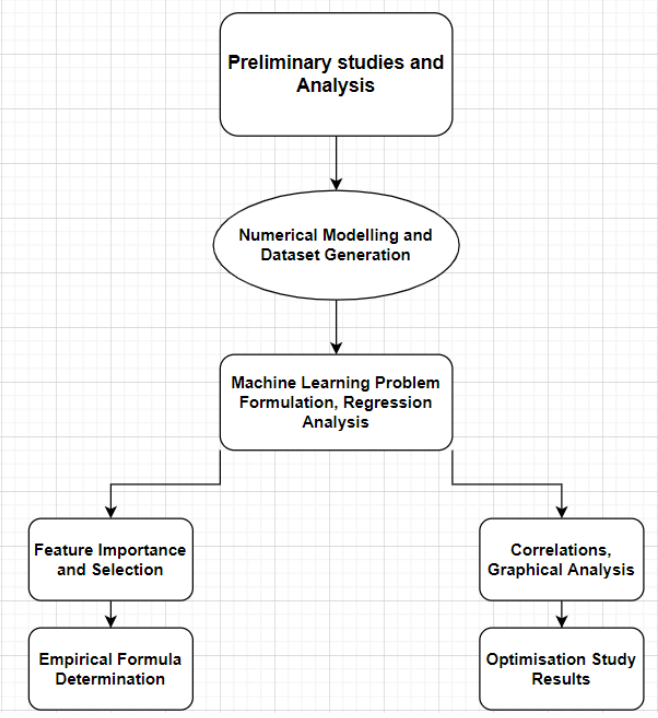 Preliminary studies and
Analysis
Numerical Modelling and
Dataset Generation
Machine Learning Problem
Formulation, Regression
Analysis
Feature Importance
and Selection
Correlations,
Graphical Analysis
Empirical Formula
Determination
Optimisation Study
Results